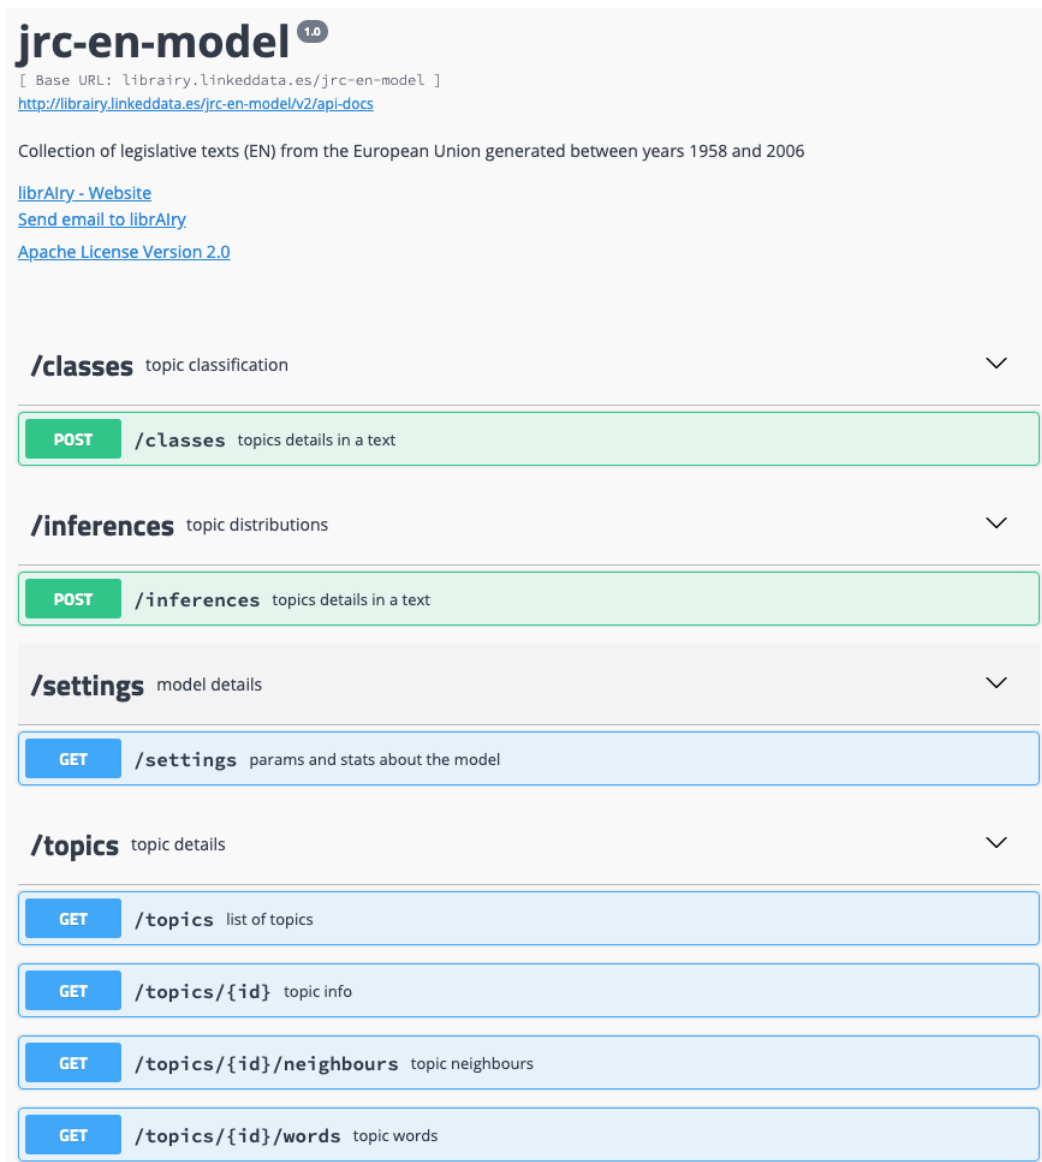 jrc-en-model 1.0
[ Base URL: librairy.linkeddata.es/jrc-en-model ]
http://librairy.linkeddata.es/jrc-en-model/v2/api-docs
Collection of legislative texts (EN) from the European Union generated between years 1958 and 2006
librAIry - Website
Send email to librAIry
Apache License Version 2.0
/classes topic classification
POST /classes topics details in a text
/inferences topic distributions
POST /inferences topics details in a text
/settings model details
GET /settings params and stats about the model
/topics topic details
GET /topics list of topics
GET /topics/{id} topic info
GET /topics/{id}/neighbours topic neighbours
GET /topics/{id}/words topic words